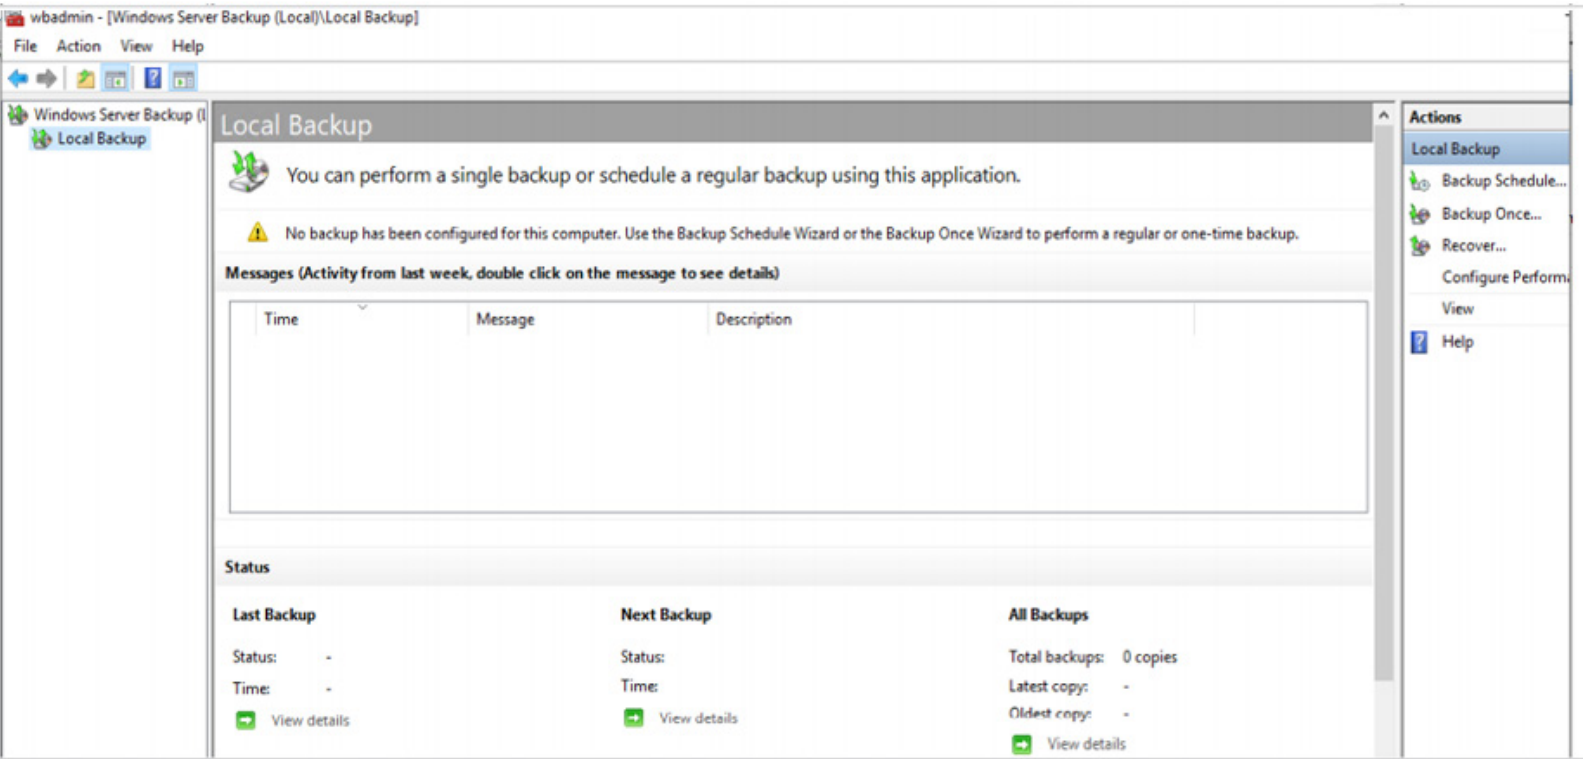 wbadmin - [Windows Server Backup (Local)\Local Backup]
File Action View Help
Windows Server Backup (L
Local Backup
Local Backup
You can perform a single backup or schedule a regular backup using this application.
No backup has been configured for this computer. Use the Backup Schedule Wizard or the Backup Once Wizard to perform a regular or one-time backup.
Messages (Activity from last week, double click on the message to see details)
Time Message Description
Status
Last Backup
Status: -
Time: -
View details
Next Backup
Status:
Time:
View details
All Backups
Total backups: 0 copies
Latest copy: -
Oldest copy: -
View details
Actions
Local Backup
Backup Schedule...
Backup Once...
Recover...
Configure Performa
View
Help